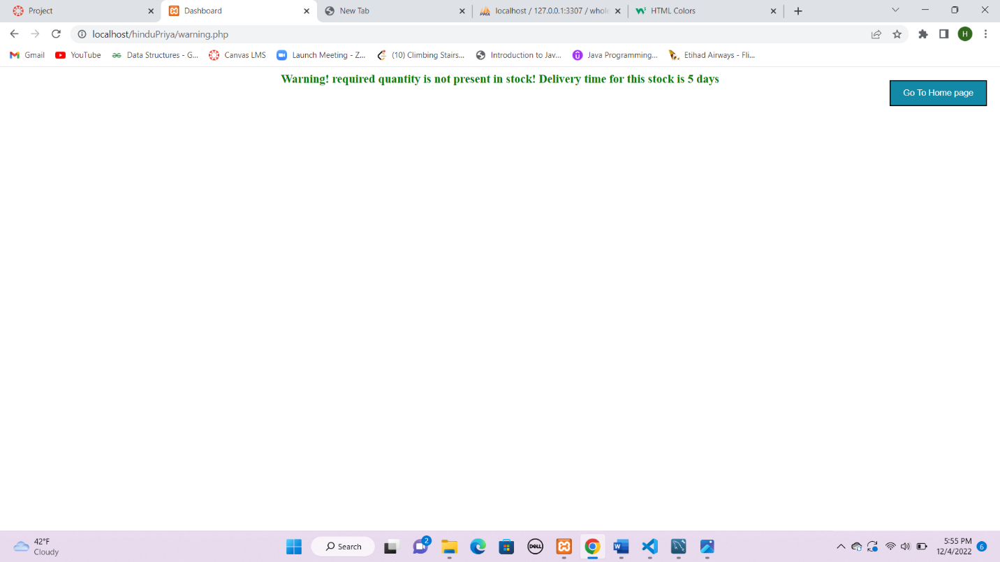 Project
Dashboard
New Tab
localhost / 127.0.0.1:3307 / whole
HTML Colors
localhost/hinduPriya/warning.php
H
Gmail
YouTube
Data Structures - G...
Canvas LMS
Launch Meeting - Z...
(10) Climbing Stairs...
Introduction to Jav...
Java Programming...
Etihad Airways - Fli...
Warning! required quantity is not present in stock! Delivery time for this stock is 5 days
Go To Home page
42°F
Cloudy
Search
2
DELL
5:55 PM
12/4/2022
6